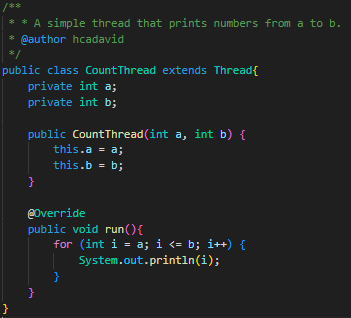 /**
 * * A simple thread that prints numbers from a to b.
 * @author hcadavid
 */
public class CountThread extends Thread{
    private int a;
    private int b;

    public CountThread(int a, int b) {
        this.a = a;
        this.b = b;
    }

    @Override
    public void run(){
        for (int i = a; i <= b; i++) {
            System.out.println(i);
        }
    }
}